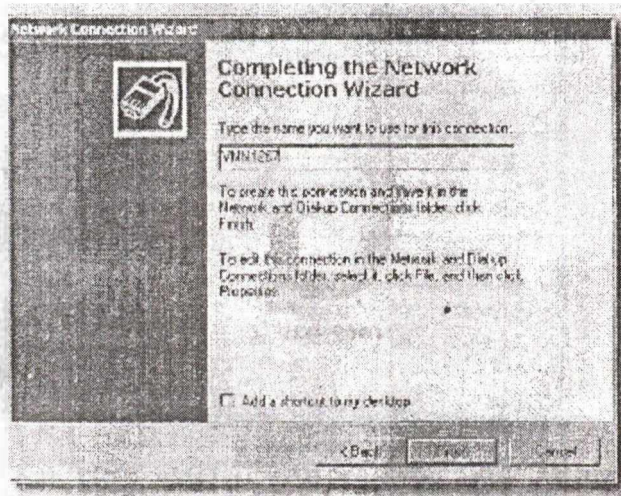 Network Connection Wizard
Completing the Network
Connection Wizard
Type the name you want to use for this connection:
VNN1267
To create this connection and save it in the
Network and Dial-up Connections folder, click
Finish.
To edit this connection in the Network and Dial-up
Connections folder, select it, click File, and then click
Properties.
Add a shortcut to my desktop
< Back
Finish
Cancel